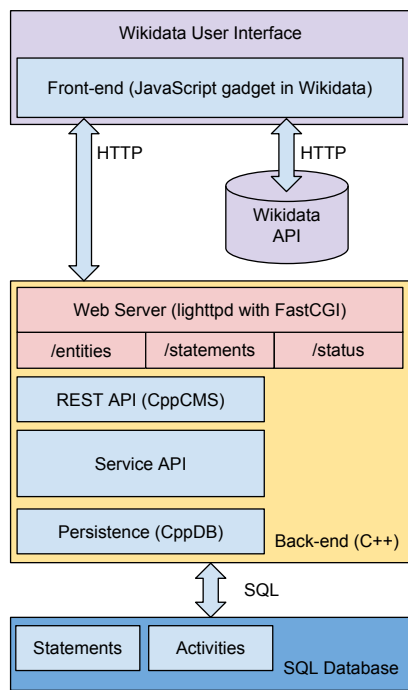 Wikidata User Interface
Front-end (JavaScript gadget in Wikidata)
HTTP
HTTP
Wikidata
API
Web Server (lighttpd with FastCGI)
/entities
/statements
/status
REST API (CppCMS)
Service API
Persistence (CppDB)
Back-end (C++)
SQL
Statements
Activities
SQL Database